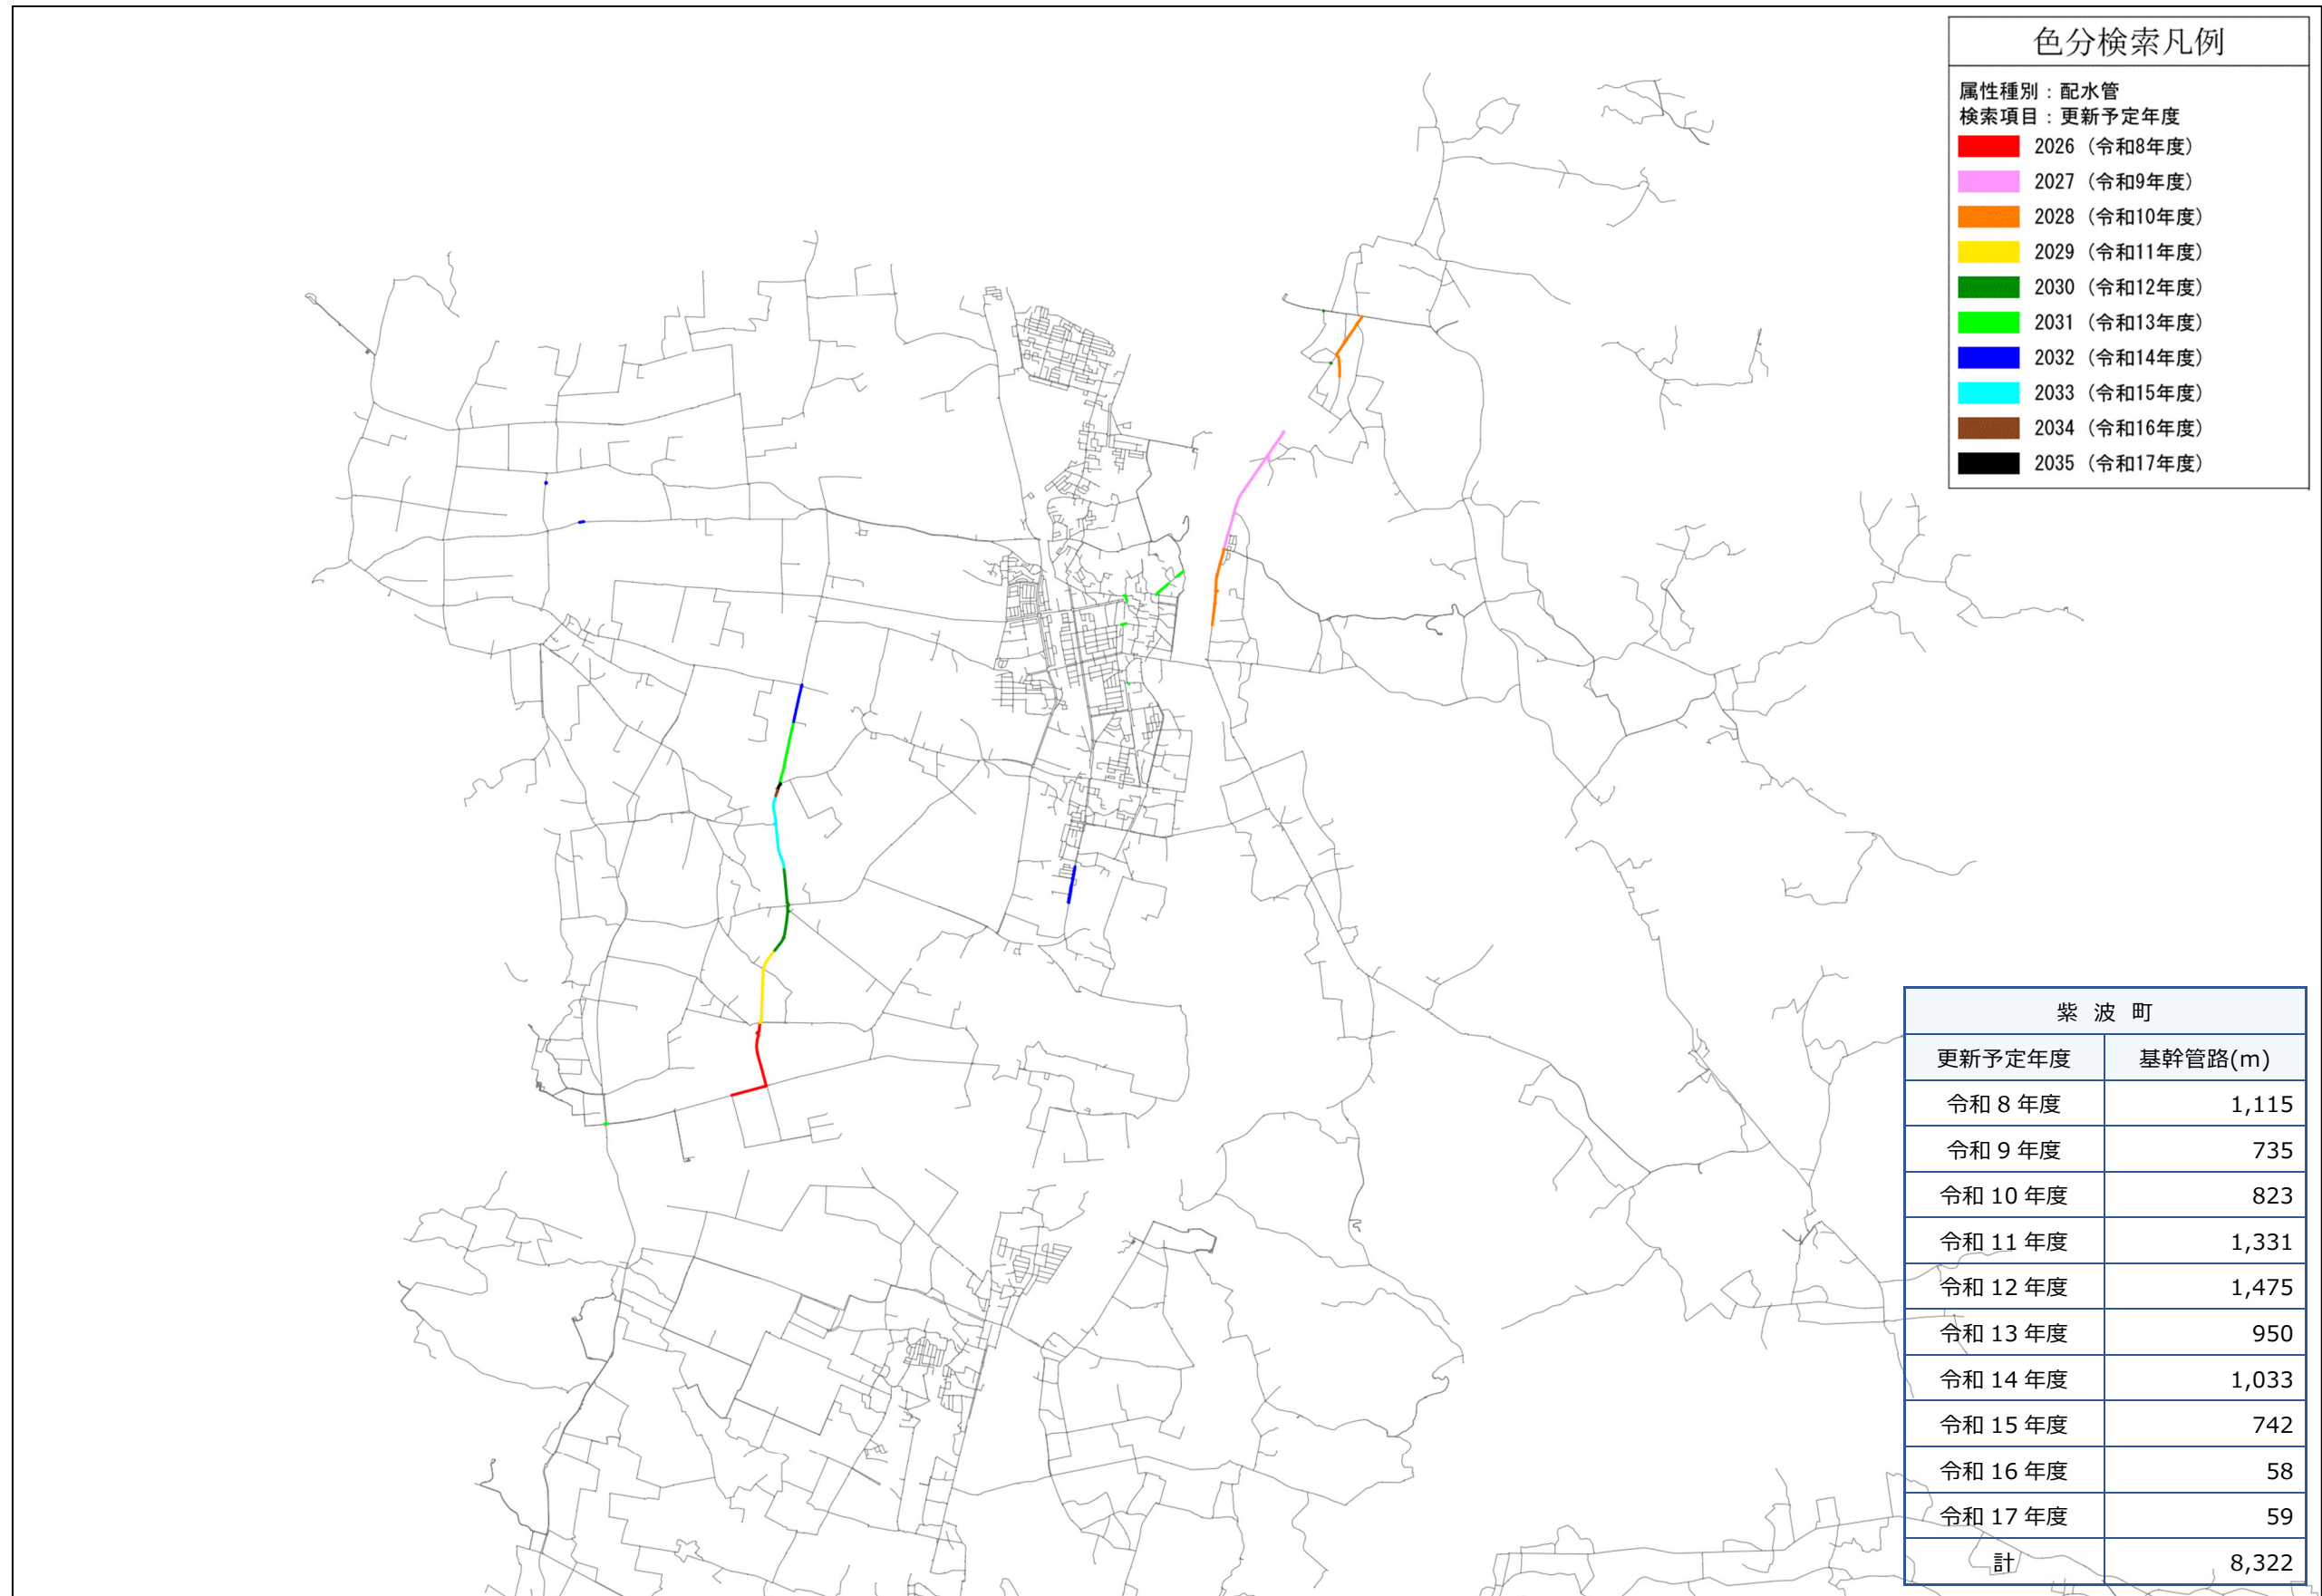 色分検索凡例
属性種別：配水管
検索項目：更新予定年度
2026（令和8年度）
2027（令和9年度）
2028（令和10年度）
2029（令和11年度）
2030（令和12年度）
2031（令和13年度）
2032（令和14年度）
2033（令和15年度）
2034（令和16年度）
2035（令和17年度）
紫 波 町
更新予定年度 基幹管路(m)
令和 8 年度 1,115
令和 9 年度 735
令和 10 年度 823
令和 11 年度 1,331
令和 12 年度 1,475
令和 13 年度 950
令和 14 年度 1,033
令和 15 年度 742
令和 16 年度 58
令和 17 年度 59
計 8,322